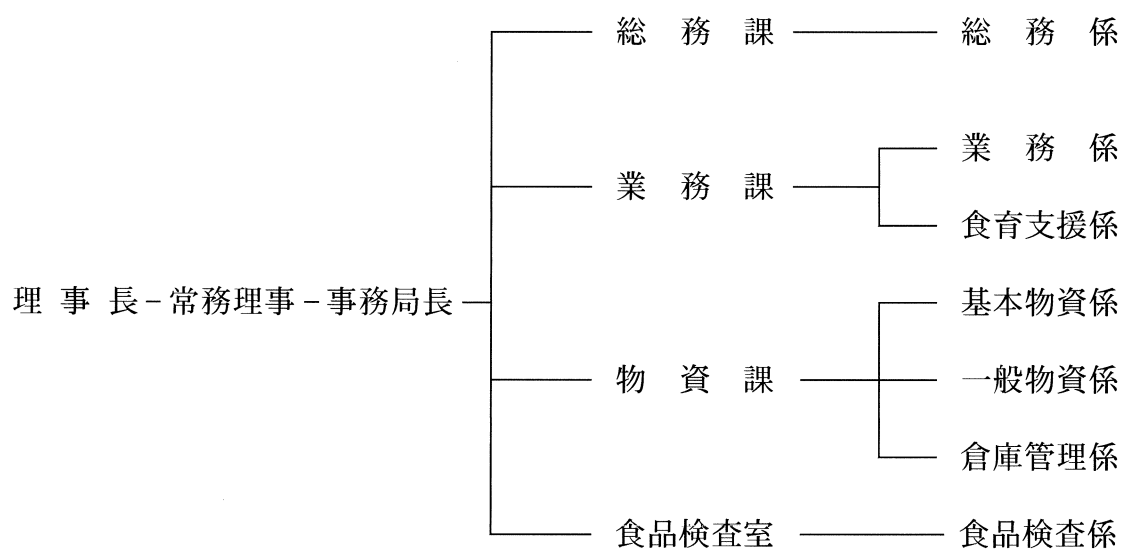 総務課 総務係
業務係
業務課
食育支援係
理事長－常務理事－事務局長
基本物資係
物資課 一般物資係
倉庫管理係
食品検査室 食品検査係